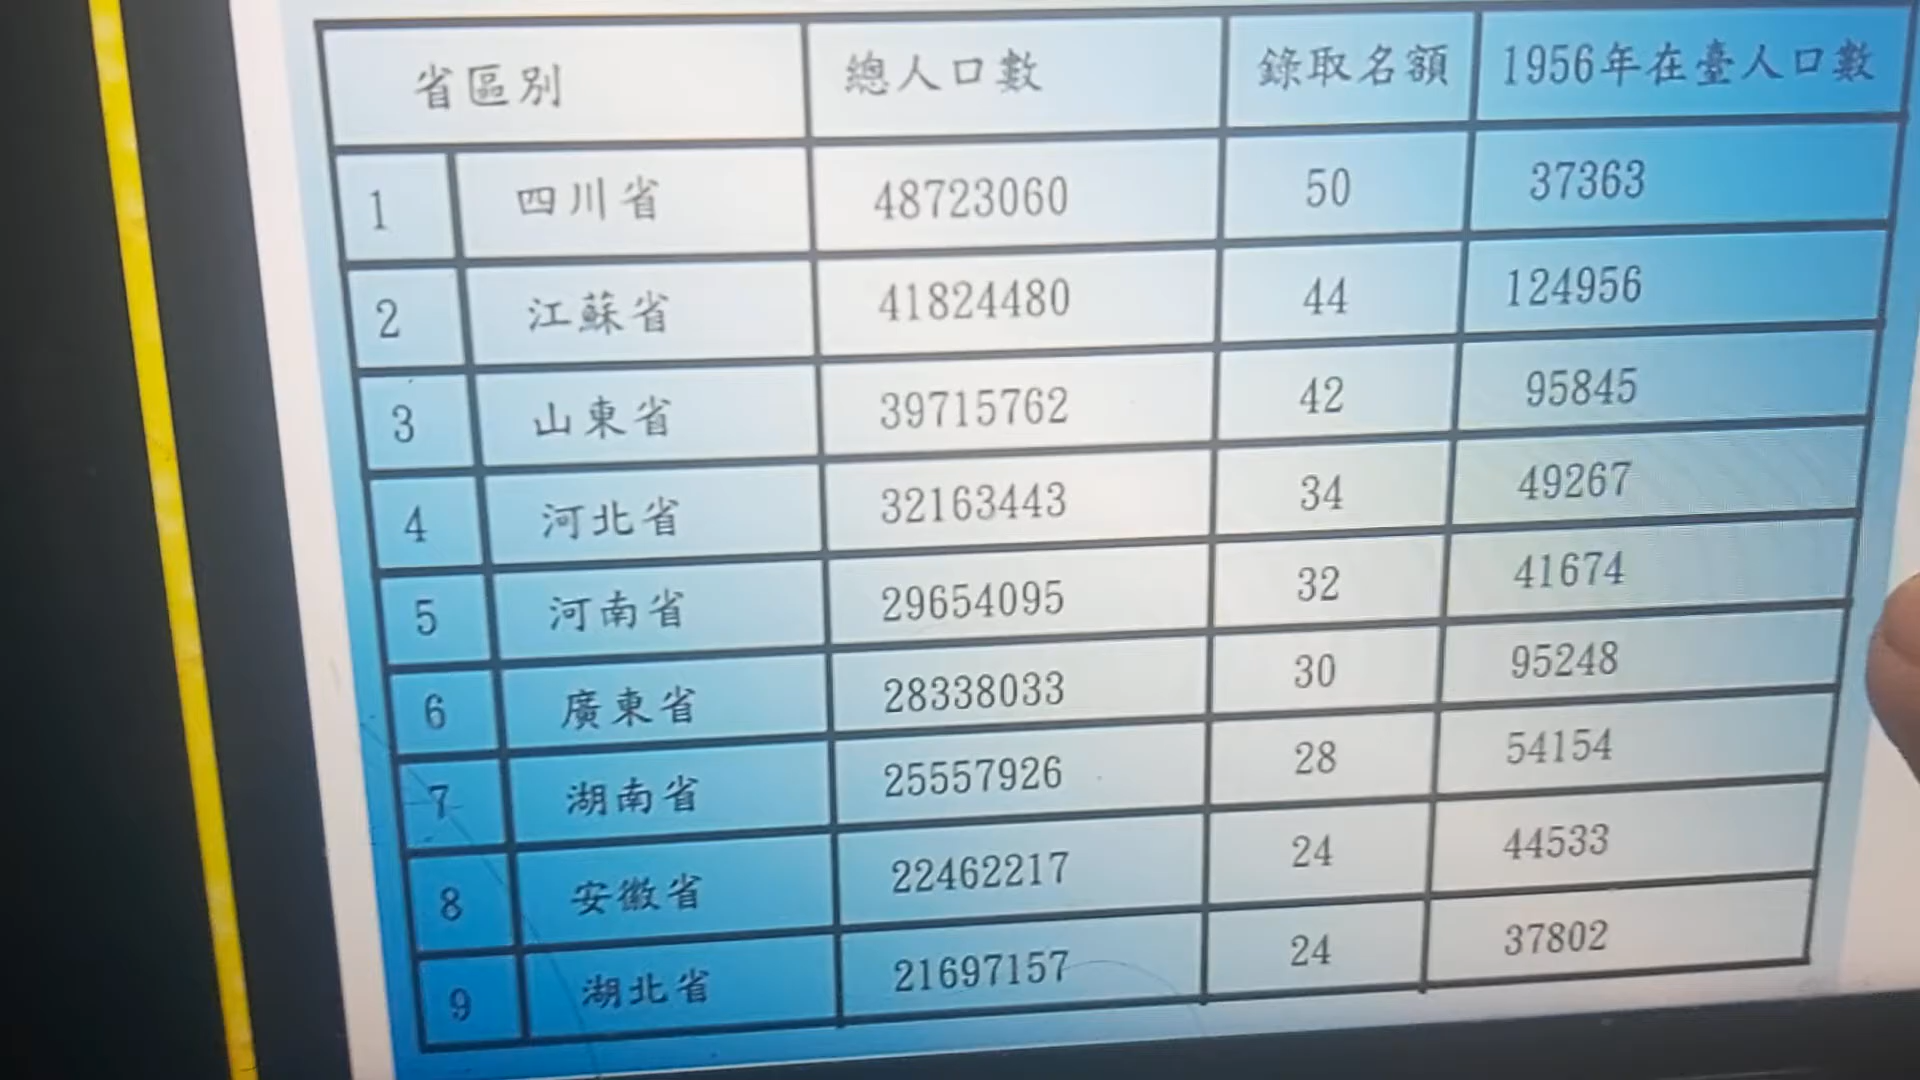 省區別 總人口數 錄取名額 1956年在臺人口數
1 四川省 48723060 50 37363
2 江蘇省 41824480 44 124956
3 山東省 39715762 42 95845
4 河北省 32163443 34 49267
5 河南省 29654095 32 41674
6 廣東省 28338033 30 95248
7 湖南省 25557926 28 54154
8 安徽省 22462217 24 44533
9 湖北省 21697157 24 37802